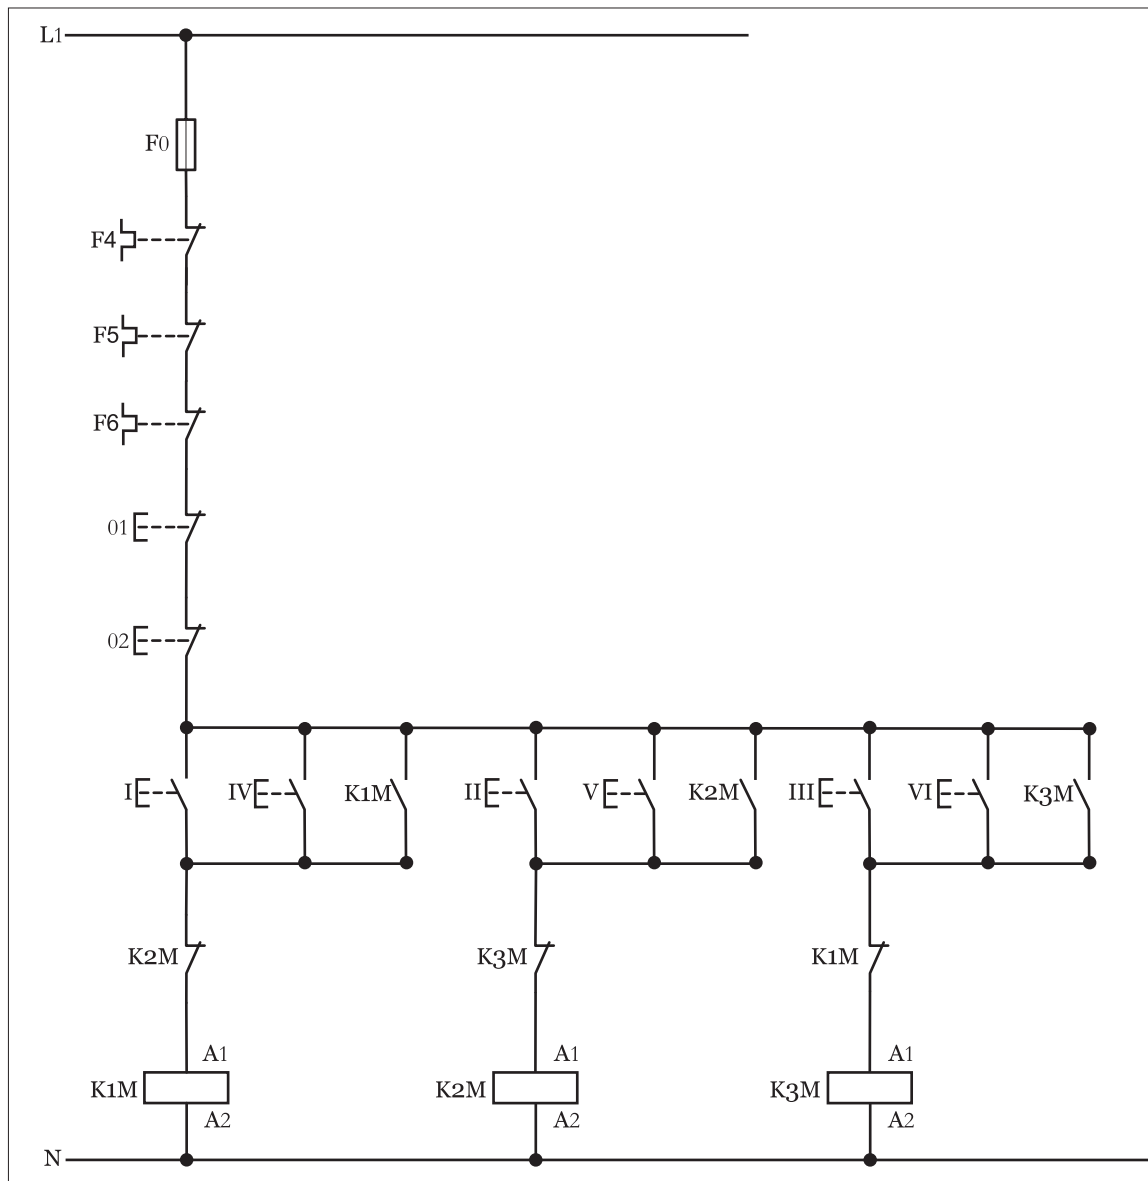 L1
F0
F4
F5
F6
01
02
I IV K1M II V K2M III VI K3M
K2M K3M K1M
A1 A1 A1
K1M K2M K3M
A2 A2 A2
N